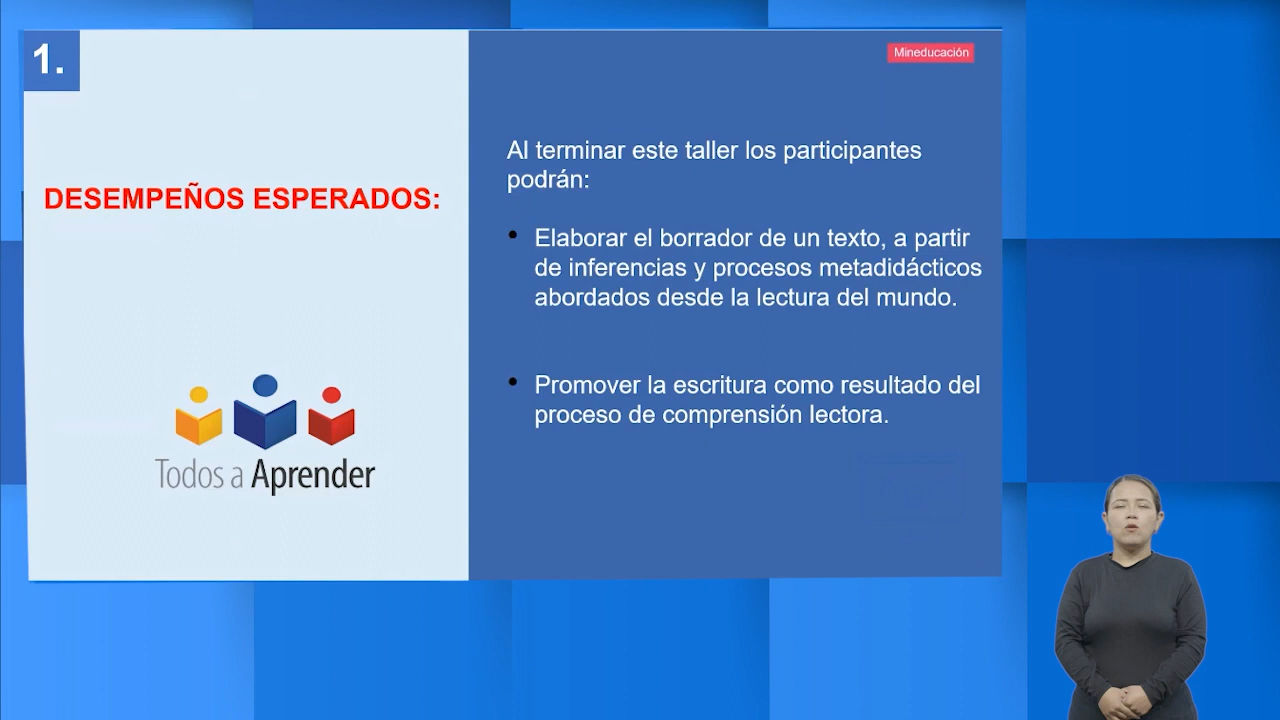 1.
DESEMPEÑOS ESPERADOS:
Todos a Aprender
Mineducación
Al terminar este taller los participantes
podrán:
• Elaborar el borrador de un texto, a partir
de inferencias y procesos metadidácticos
abordados desde la lectura del mundo.
• Promover la escritura como resultado del
proceso de comprensión lectora.